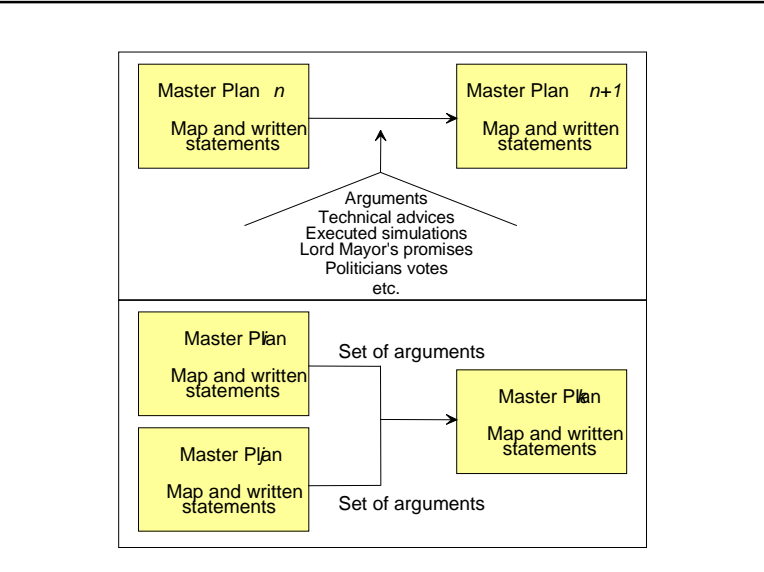 Master Plan n
Map and written
statements
Master Plan n+1
Map and written
statements
Arguments
Technical advices
Executed simulations
Lord Mayor's promises
Politicians votes
etc.
Master Plan i
Map and written
statements
Set of arguments
Master Plan k
Map and written
statements
Master Plan j
Map and written
statements
Set of arguments